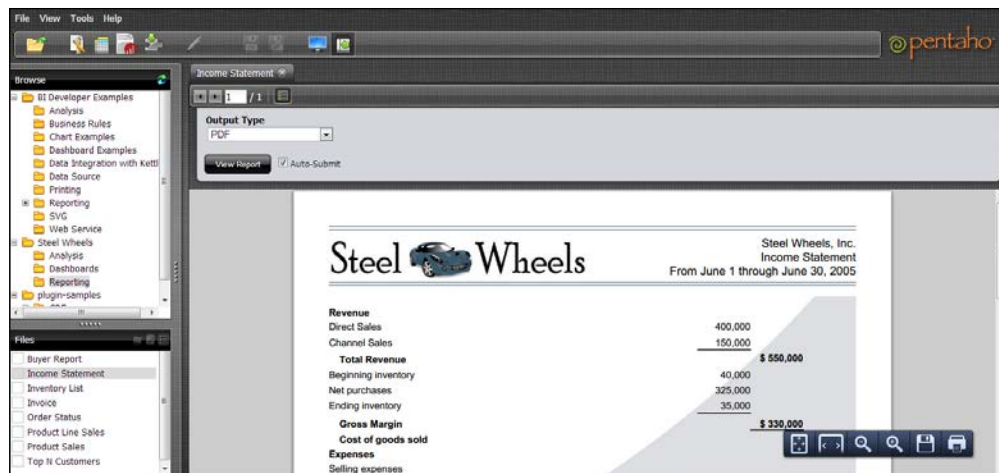 File View Tools Help
pentaho
Browse
BI Developer Examples
Analysis
Business Rules
Chart Examples
Dashboard Examples
Data Integration with Kettl
Data Source
Printing
Reporting
SVG
Web Service
Steel Wheels
Analysis
Dashboards
Reporting
plugin-samples
Files
Buyer Report
Income Statement
Inventory List
Invoice
Order Status
Product Line Sales
Product Sales
Top N Customers
Income Statement
1 / 1
Output Type
PDF
View Report Auto-Submit
Steel Wheels
Steel Wheels, Inc.
Income Statement
From June 1 through June 30, 2005
Revenue
Direct Sales 400,000
Channel Sales 150,000
Total Revenue $ 550,000
Beginning inventory 40,000
Net purchases 325,000
Ending inventory 35,000
Gross Margin $ 330,000
Cost of goods sold
Expenses
Selling expenses